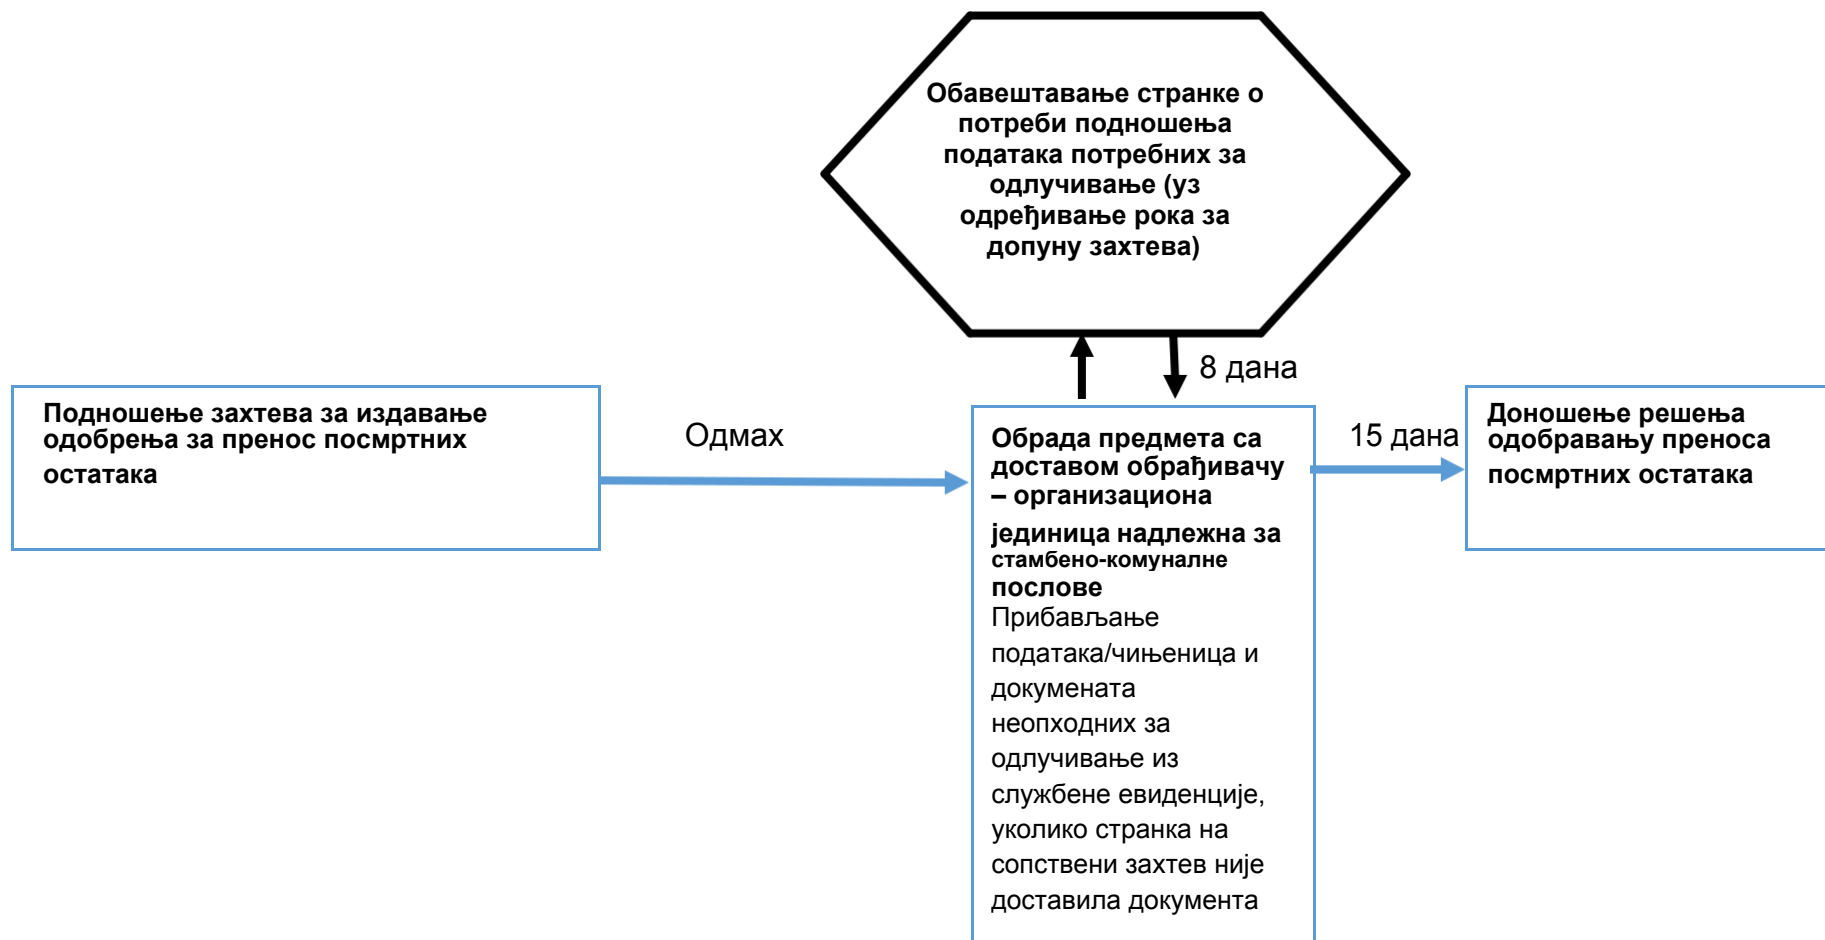 Обавештавање странке о
потреби подношења
података потребних за
одлучивање (уз
одређивање рока за
допуну захтева)
8 дана
Подношење захтева за издавање
одобрења за пренос посмртних
остатака
Одмах
Обрада предмета са
доставом обрађивачу
– организациона
јединица надлежна за
стамбено-комуналне
послове
Прибављање
података/чињеница и
докумената
неопходних за
одлучивање из
службене евиденције,
уколико странка на
сопствени захтев није
доставила документа
15 дана
Доношење решења
одобравању преноса
посмртних остатака